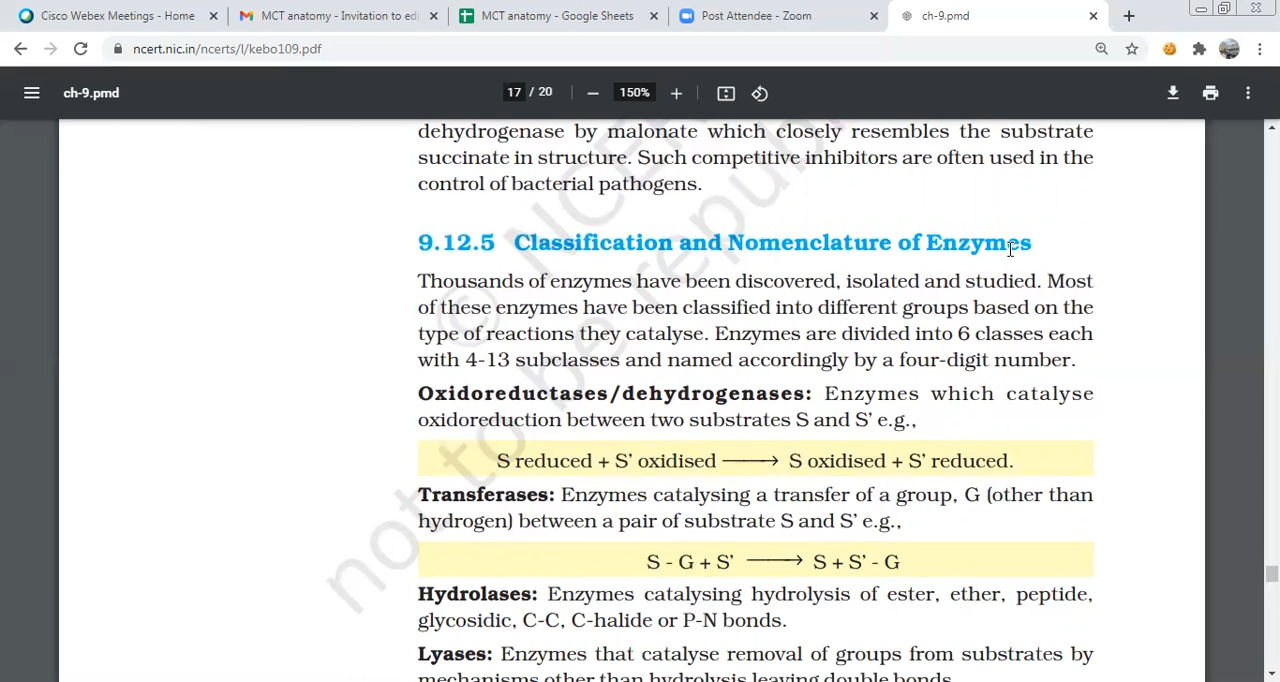 Cisco Webex Meetings - Home
MCT anatomy - Invitation to edi
MCT anatomy - Google Sheets
Post Attendee - Zoom
ch-9.pmd
ncert.nic.in/ncerts/l/kebo109.pdf
ch-9.pmd
17 / 20
150%
dehydrogenase by malonate which closely resembles the substrate
succinate in structure. Such competitive inhibitors are often used in the
control of bacterial pathogens.
9.12.5 Classification and Nomenclature of Enzymes
Thousands of enzymes have been discovered, isolated and studied. Most
of these enzymes have been classified into different groups based on the
type of reactions they catalyse. Enzymes are divided into 6 classes each
with 4-13 subclasses and named accordingly by a four-digit number.
Oxidoreductases/dehydrogenases: Enzymes which catalyse
oxidoreduction between two substrates S and S’ e.g.,
S reduced + S’ oxidised ⟶ S oxidised + S’ reduced.
Transferases: Enzymes catalysing a transfer of a group, G (other than
hydrogen) between a pair of substrate S and S’ e.g.,
S - G + S’ ⟶ S + S’ - G
Hydrolases: Enzymes catalysing hydrolysis of ester, ether, peptide,
glycosidic, C-C, C-halide or P-N bonds.
Lyases: Enzymes that catalyse removal of groups from substrates by
mechanisms other than hydrolysis leaving double bonds.
© NCER
not to be republi